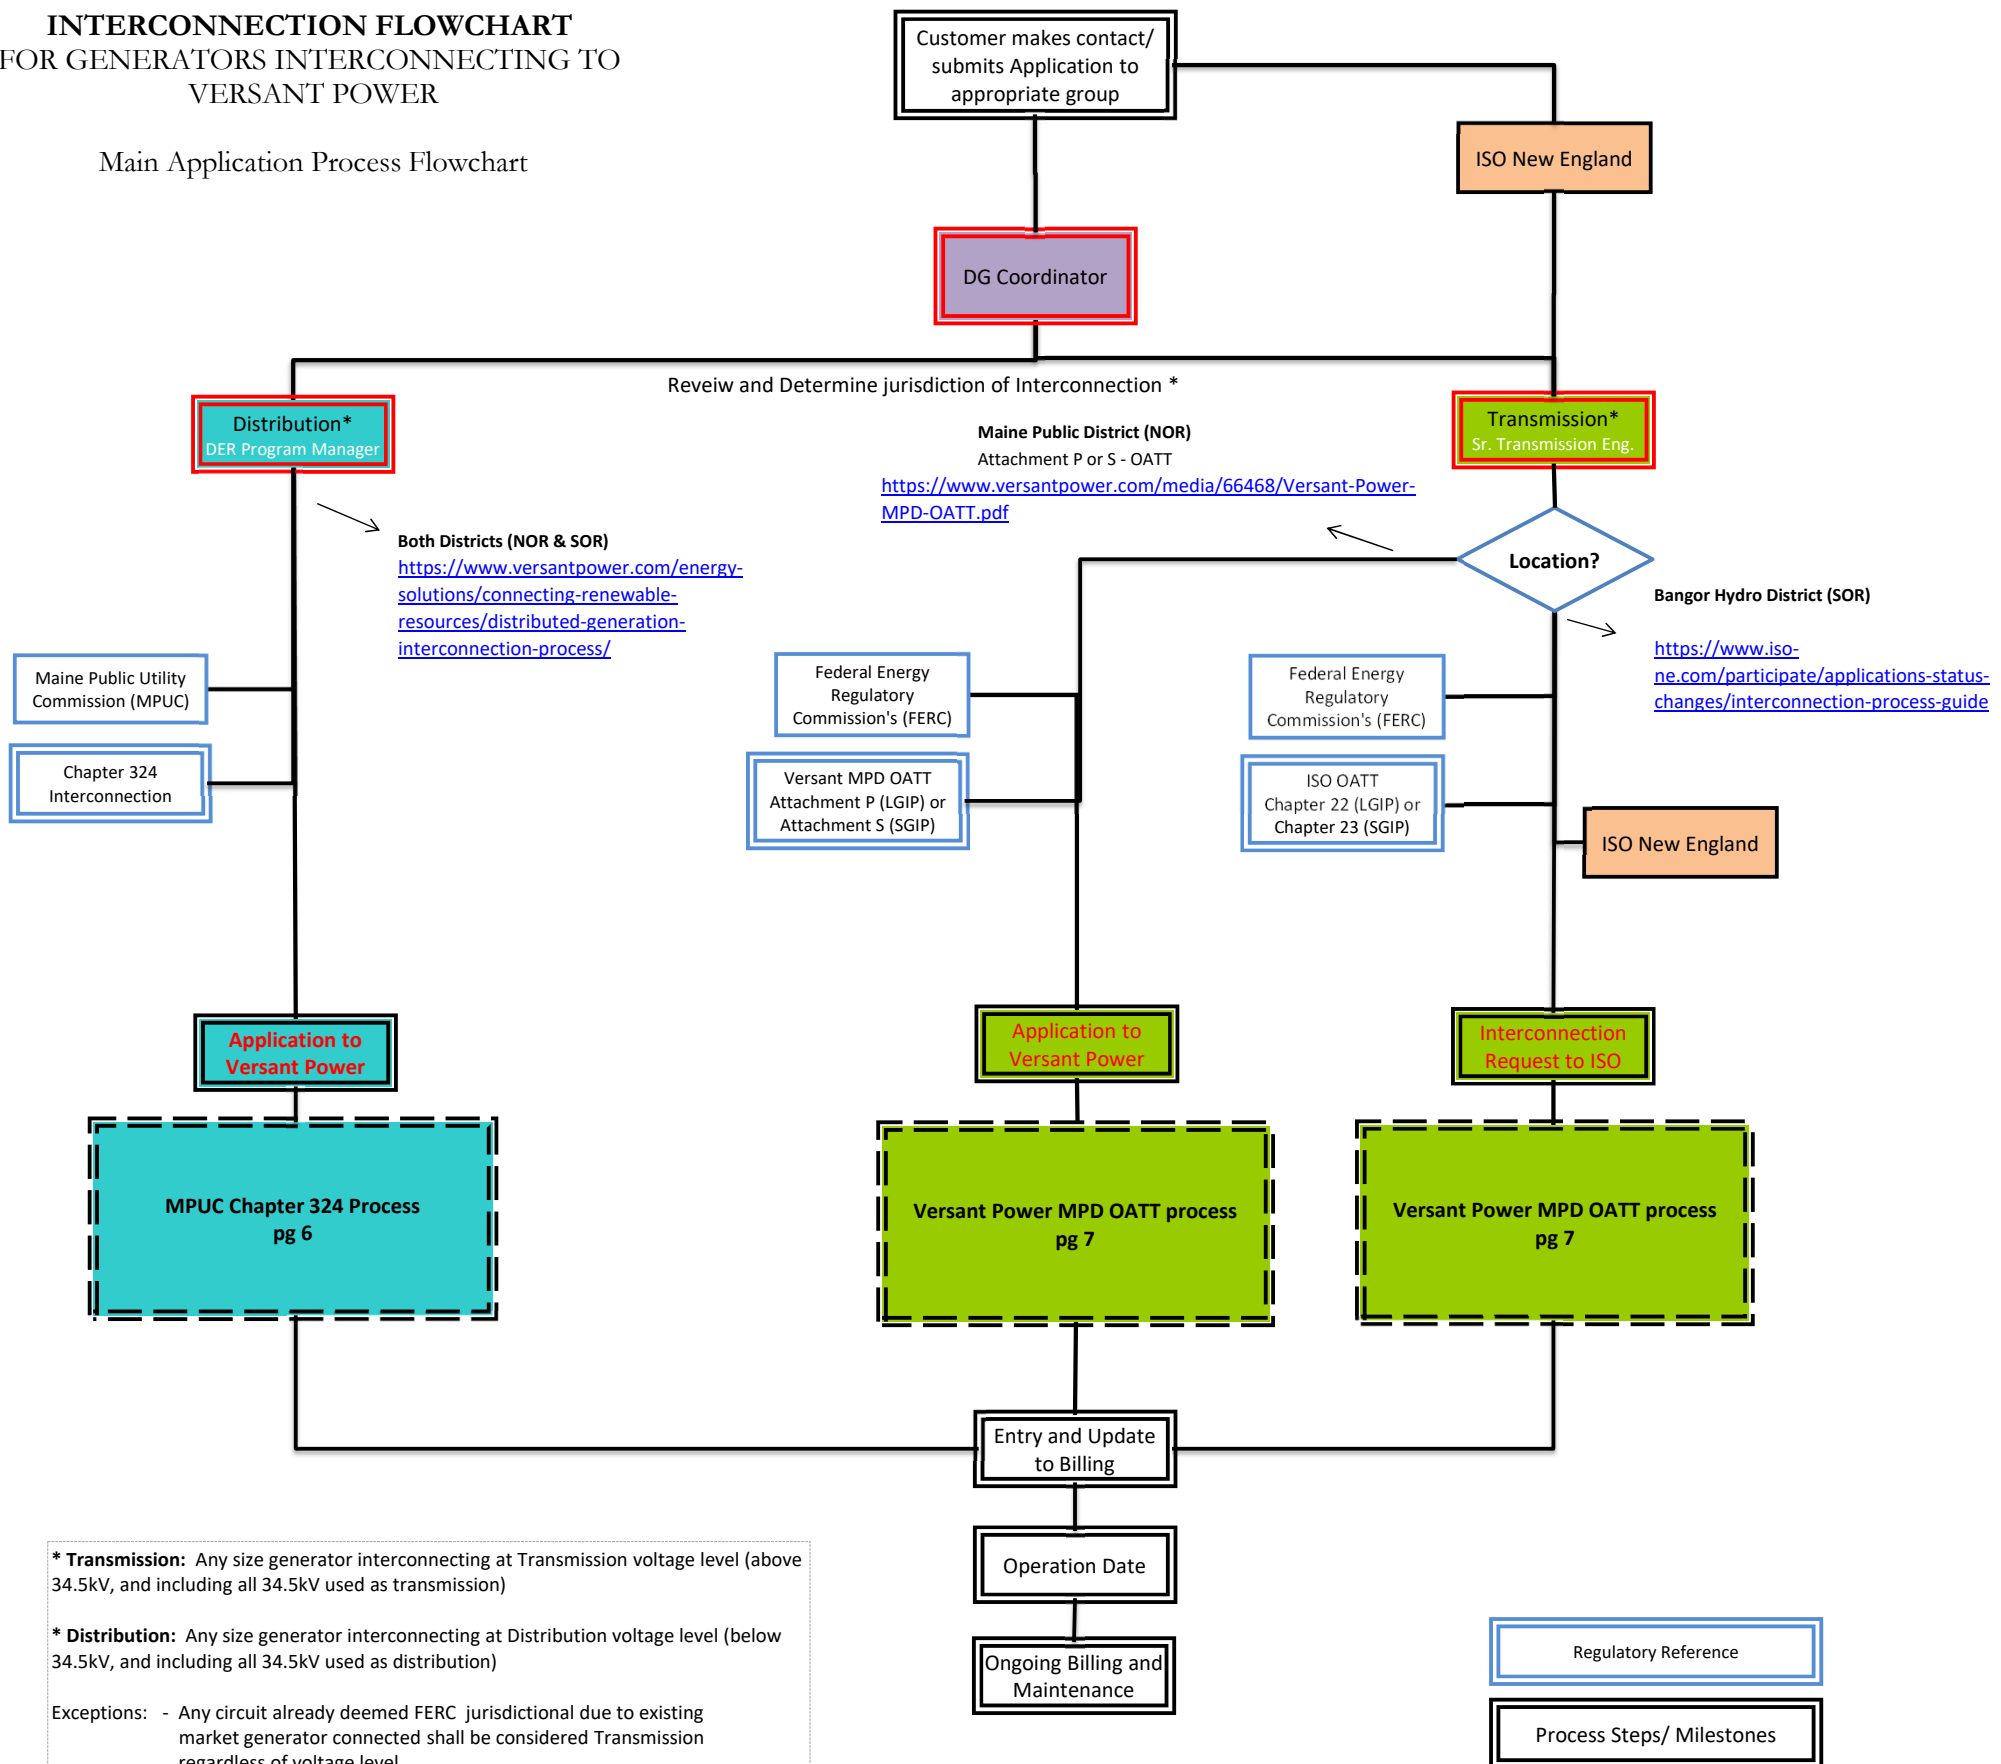 INTERCONNECTION FLOWCHART
FOR GENERATORS INTERCONNECTING TO
VERSANT POWER
Main Application Process Flowchart
Customer makes contact/
submits Application to
appropriate group
ISO New England
DG Coordinator
Reveiw and Determine jurisdiction of Interconnection *
Distribution*
DER Program Manager
Transmission*
Sr. Transmission Eng.
Maine Public District (NOR)
Attachment P or S - OATT
https://www.versantpower.com/media/66468/Versant-Power-
MPD-OATT.pdf
Both Districts (NOR & SOR)
https://www.versantpower.com/energy-
solutions/connecting-renewable-
resources/distributed-generation-
interconnection-process/
Location?
Bangor Hydro District (SOR)
https://www.iso-
ne.com/participate/applications-status-
changes/interconnection-process-guide
Maine Public Utility
Commission (MPUC)
Chapter 324
Interconnection
Federal Energy
Regulatory
Commission's (FERC)
Versant MPD OATT
Attachment P (LGIP) or
Attachment S (SGIP)
Federal Energy
Regulatory
Commission's (FERC)
ISO OATT
Chapter 22 (LGIP) or
Chapter 23 (SGIP)
ISO New England
Application to
Versant Power
Application to
Versant Power
Interconnection
Request to ISO
MPUC Chapter 324 Process
pg 6
Versant Power MPD OATT process
pg 7
Versant Power MPD OATT process
pg 7
Entry and Update
to Billing
Operation Date
Ongoing Billing and
Maintenance
* Transmission: Any size generator interconnecting at Transmission voltage level (above
34.5kV, and including all 34.5kV used as transmission)
* Distribution: Any size generator interconnecting at Distribution voltage level (below
34.5kV, and including all 34.5kV used as distribution)
Exceptions: - Any circuit already deemed FERC jurisdictional due to existing
market generator connected shall be considered Transmission
regardless of voltage level
Regulatory Reference
Process Steps/ Milestones